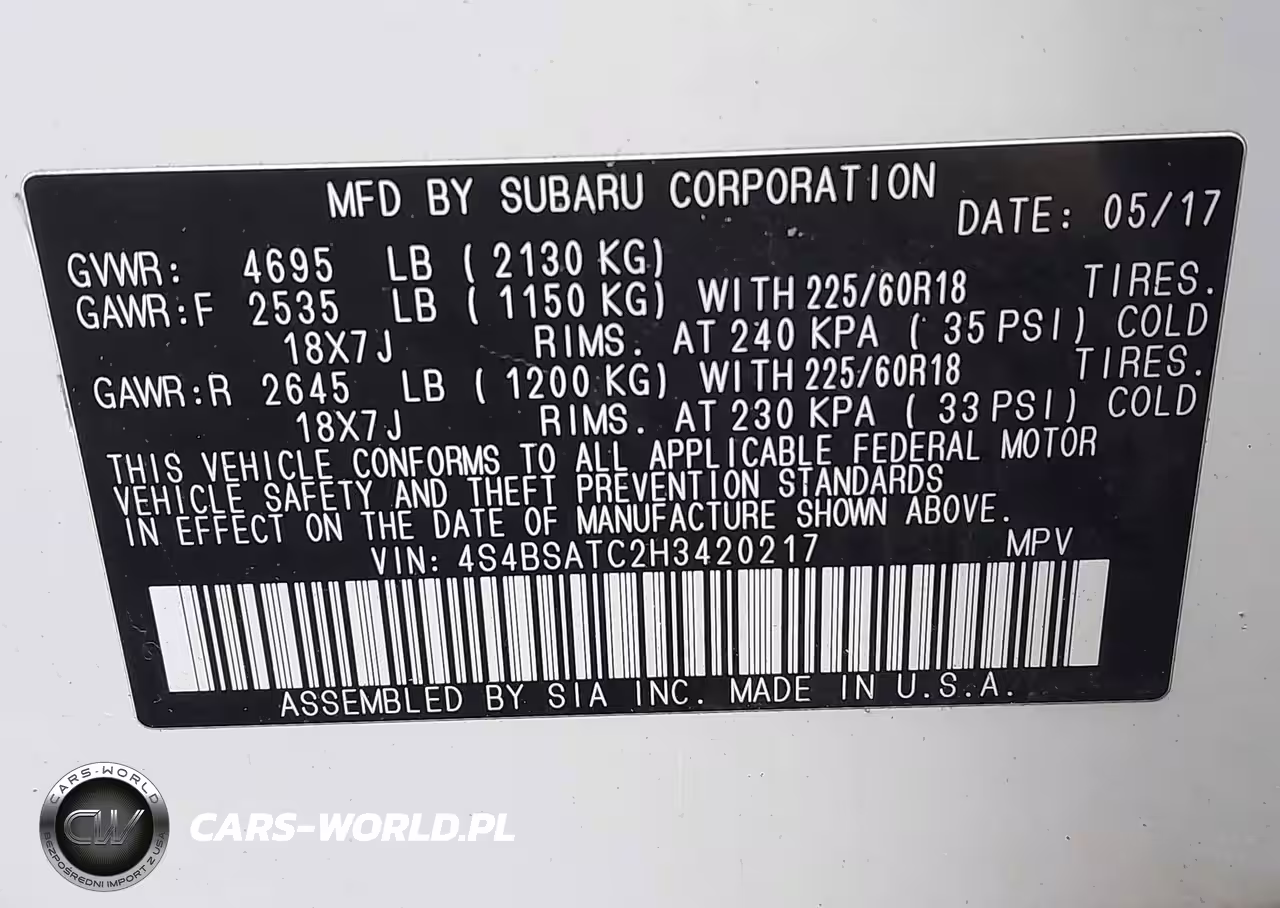 MFD BY SUBARU CORPORATION
DATE: 05/17
GVWR: 4695 LB ( 2130 KG)
GAWR:F 2535 LB ( 1150 KG) WITH 225/60R18 TIRES.
18X7J RIMS. AT 240 KPA ( 35 PSI) COLD
GAWR:R 2645 LB ( 1200 KG) WITH 225/60R18 TIRES.
18X7J RIMS. AT 230 KPA ( 33 PSI) COLD
THIS VEHICLE CONFORMS TO ALL APPLICABLE FEDERAL MOTOR
VEHICLE SAFETY AND THEFT PREVENTION STANDARDS
IN EFFECT ON THE DATE OF MANUFACTURE SHOWN ABOVE.
VIN: 4S4BSATC2H3420217 MPV
ASSEMBLED BY SIA INC. MADE IN U.S.A.
CARS-WORLD
CW
BEZPOŚREDNI IMPORT Z USA
CARS-WORLD.PL